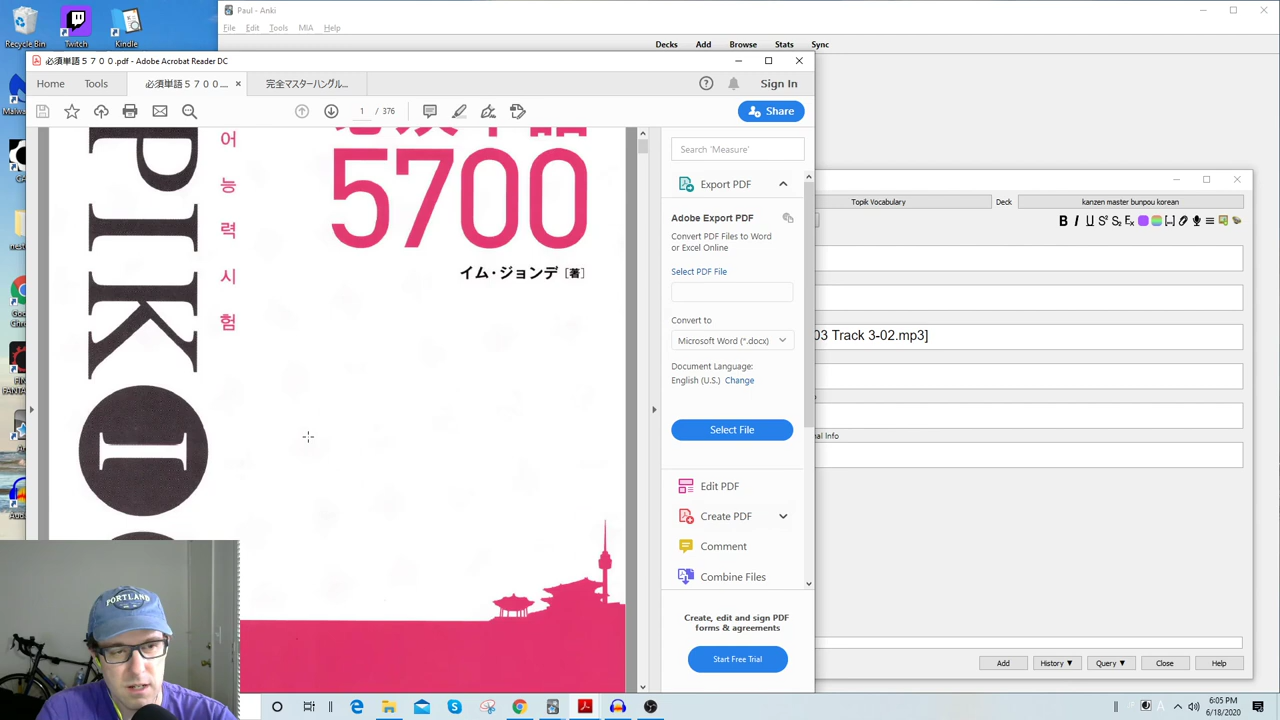 Paul - Anki
File Edit Tools MIA Help
Decks Add Browse Stats Sync
Recycle Bin
Twitch
Kindle
必須単語５７００.pdf - Adobe Acrobat Reader DC
Home Tools 必須単語５７００.... × 完全マスターハングル... Sign In
1 / 376
Share
어
능
력
시
험
PIK
I
5700
イム・ジョンデ［著］
Search 'Measure'
Export PDF
Adobe Export PDF
Convert PDF Files to Word
or Excel Online
Select PDF File
Convert to
Microsoft Word (*.docx)
Document Language:
English (U.S.) Change
Select File
Edit PDF
Create PDF
Comment
Combine Files
Create, edit and sign PDF
forms & agreements
Start Free Trial
Topik Vocabulary Deck kanzen master bunpou korean
03 Track 3-02.mp3]
nal Info
Add History ▼ Query ▼ Close Help
PORTLAND
6:05 PM
6/18/2020